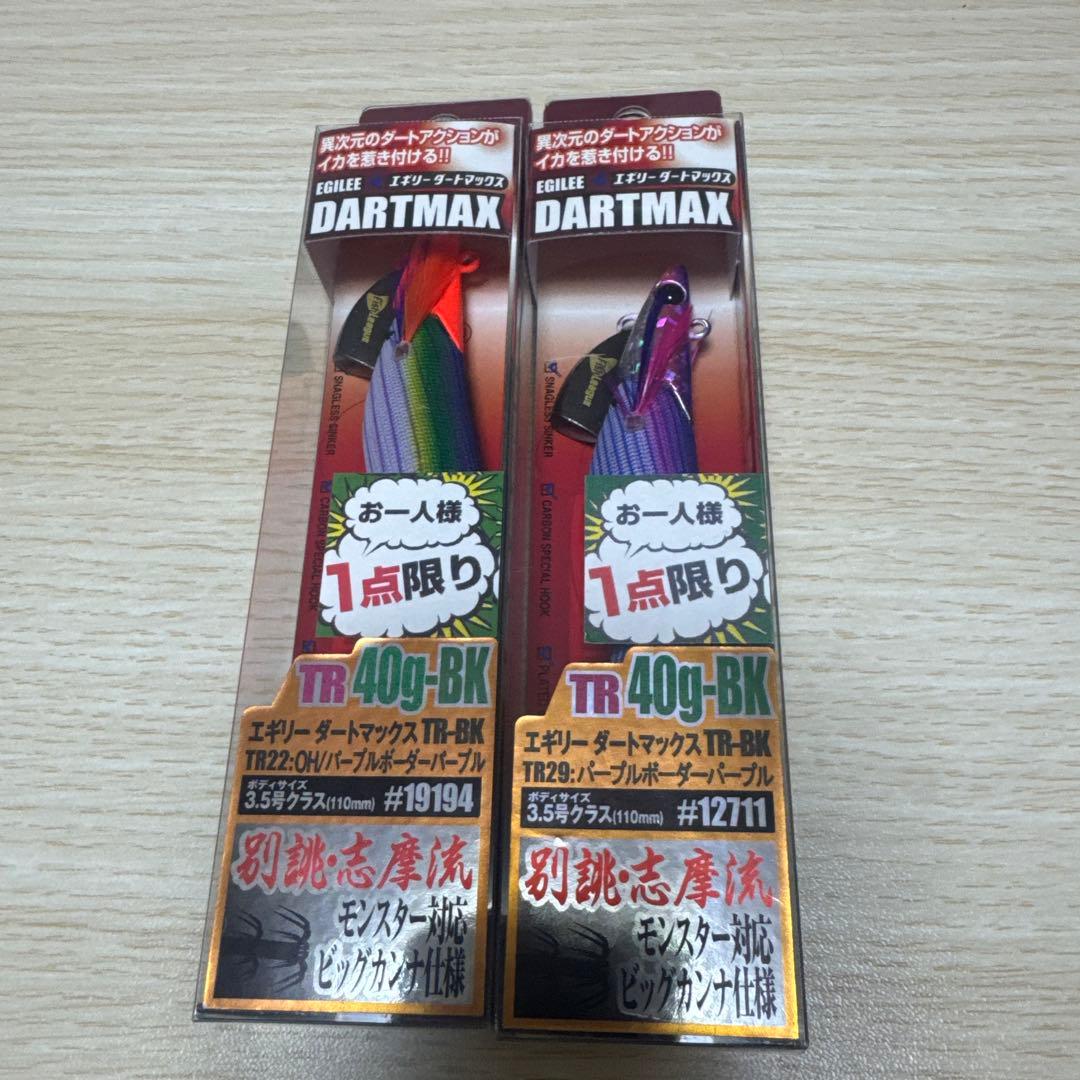 異次元のダートアクションが
イカを惹き付ける!!
EGILEE エギリーダートマックス
DARTMAX
Fish League
SNAGLESS SINKER
CARBON SPECIAL HOOK
お一人様
1点限り
TR 40g-BK
エギリー ダートマックス TR-BK
TR22:OH/パープルボーダーパープル
ボディサイズ
3.5号クラス(110mm) #19194
別誂・志摩流
モンスター対応
ビッグカンナ仕様
異次元のダートアクションが
イカを惹き付ける!!
EGILEE エギリーダートマックス
DARTMAX
Fish League
SNAGLESS SINKER
CARBON SPECIAL HOOK
PLATE
お一人様
1点限り
TR 40g-BK
エギリー ダートマックス TR-BK
TR29:パープルボーダーパープル
ボディサイズ
3.5号クラス(110mm) #12711
別誂・志摩流
モンスター対応
ビッグカンナ仕様